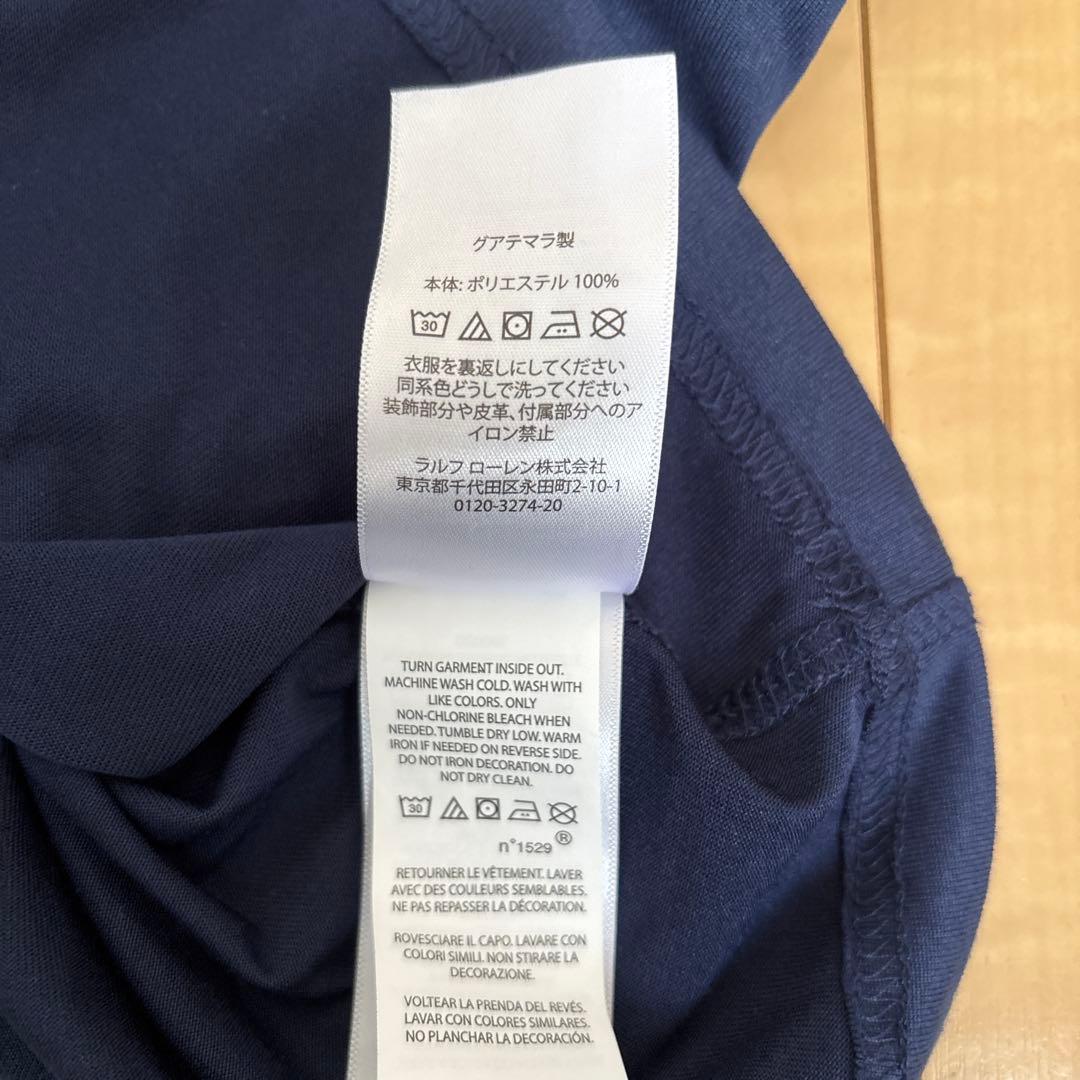 グアテマラ製
本体: ポリエステル 100%
30
衣服を裏返しにしてください
同系色どうしで洗ってください
装飾部分や皮革、付属部分へのア
イロン禁止
ラルフ ローレン株式会社
東京都千代田区永田町2-10-1
0120-3274-20
TURN GARMENT INSIDE OUT.
MACHINE WASH COLD. WASH WITH
LIKE COLORS. ONLY
NON-CHLORINE BLEACH WHEN
NEEDED. TUMBLE DRY LOW. WARM
IRON IF NEEDED ON REVERSE SIDE.
DO NOT IRON DECORATION. DO
NOT DRY CLEAN.
30
n°1529®
RETOURNER LE VÊTEMENT. LAVER
AVEC DES COULEURS SEMBLABLES.
NE PAS REPASSER LA DÉCORATION.
ROVESCIARE IL CAPO. LAVARE CON
COLORI SIMILI. NON STIRARE LA
DECORAZIONE.
VOLTEAR LA PRENDA DEL REVÉS.
LAVAR CON COLORES SIMILARES.
NO PLANCHAR LA DECORACIÓN.